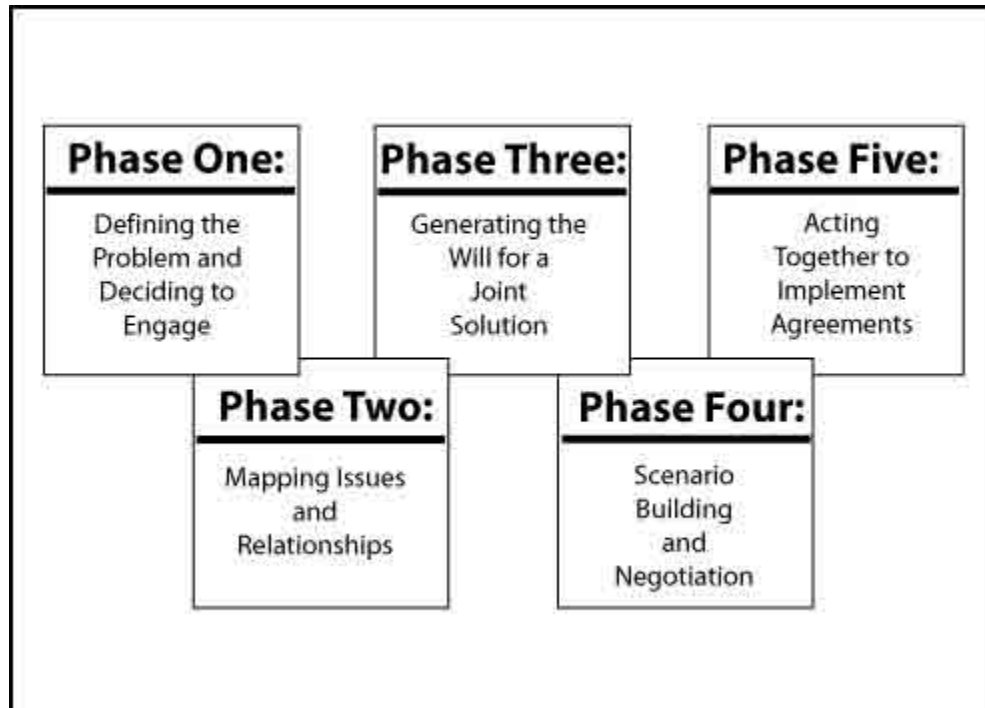 Phase One:
Defining the
Problem and
Deciding to
Engage
Phase Two:
Mapping Issues
and
Relationships
Phase Three:
Generating the
Will for a
Joint
Solution
Phase Four:
Scenario
Building
and
Negotiation
Phase Five:
Acting
Together to
Implement
Agreements